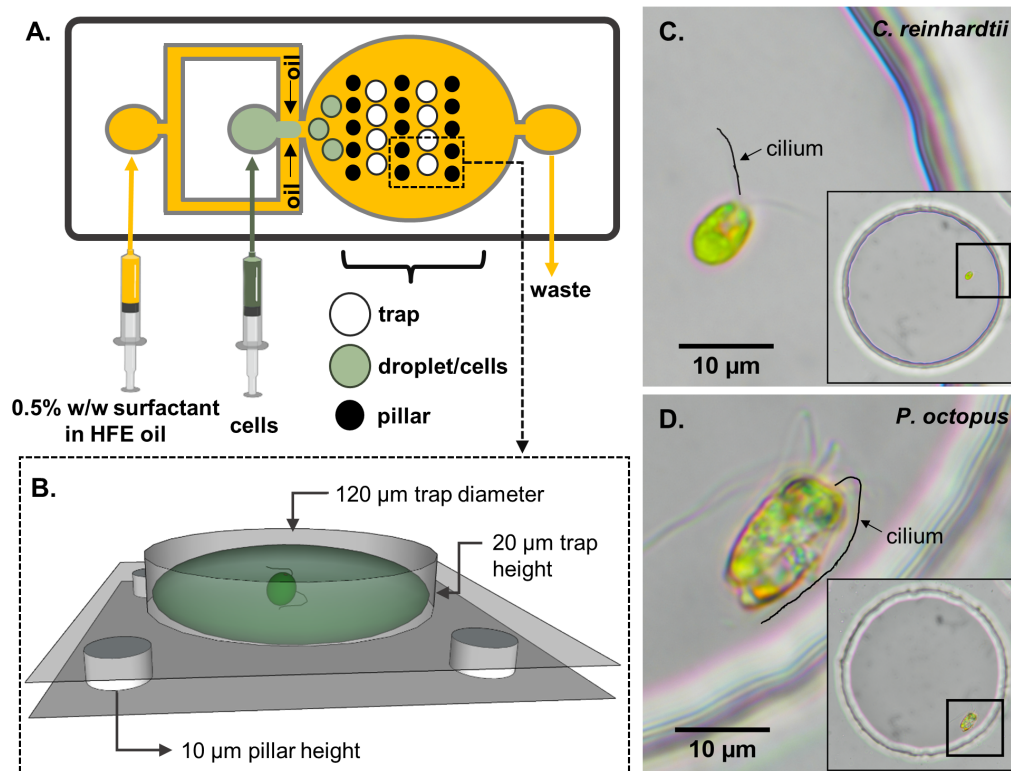 A.
oil
oil
trap
droplet/cells
pillar
waste
0.5% w/w surfactant
in HFE oil
cells
B.
120 µm trap diameter
20 µm trap
height
10 µm pillar height
C.
C. reinhardtii
cilium
10 µm
D.
P. octopus
cilium
10 µm